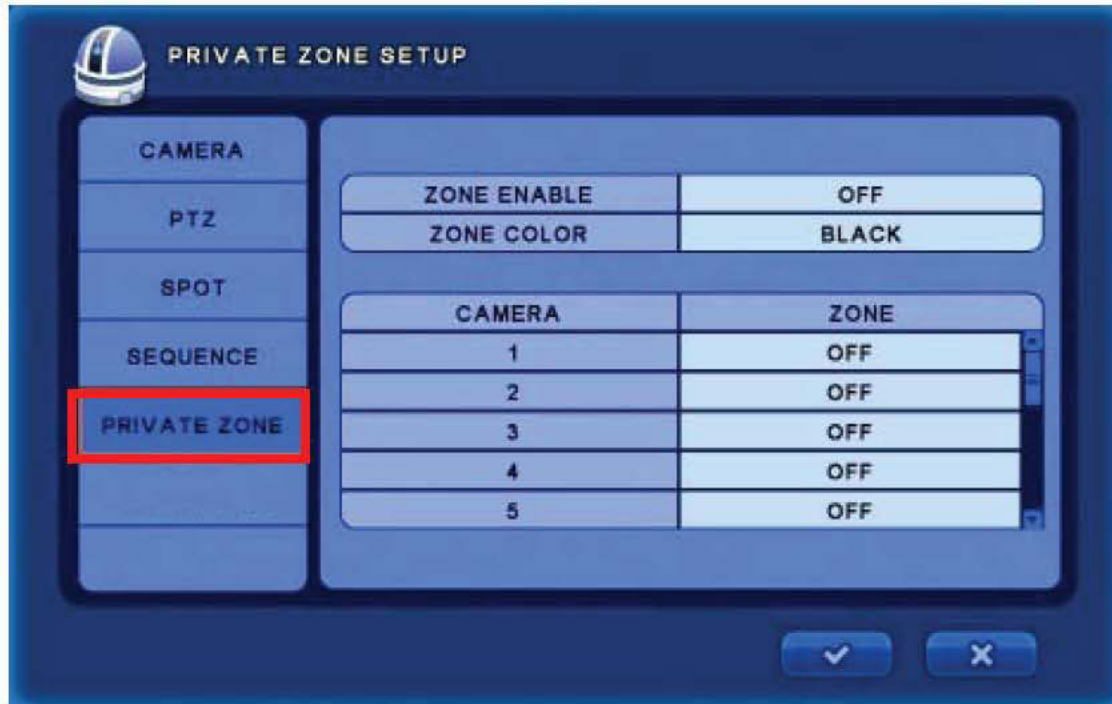 PRIVATE ZONE SETUP
CAMERA
PTZ
SPOT
SEQUENCE
PRIVATE ZONE
ZONE ENABLE OFF
ZONE COLOR BLACK
CAMERA ZONE
1 OFF
2 OFF
3 OFF
4 OFF
5 OFF